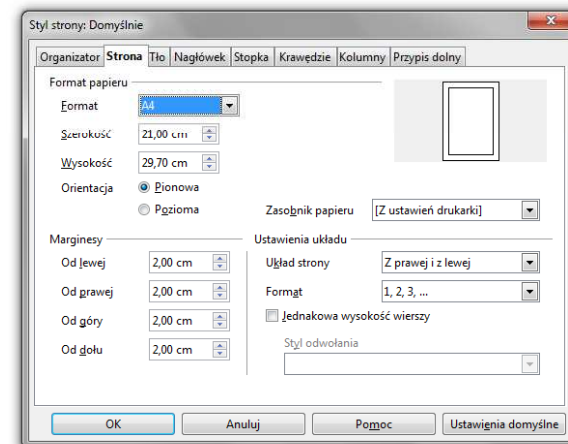 Styl strony: Domyślnie
Organizator Strona Tło Nagłówek Stopka Krawędzie Kolumny Przypis dolny
Format papieru
Format A4
Szerokość 21,00 cm
Wysokość 29,70 cm
Orientacja Pionowa
Pozioma Zasobnik papieru [Z ustawień drukarki]
Marginesy Ustawienia układu
Od lewej 2,00 cm Układ strony Z prawej i z lewej
Od prawej 2,00 cm Format 1, 2, 3, ...
Od góry 2,00 cm Jednakowa wysokość wierszy
Od dołu 2,00 cm Styl odwołania
OK Anuluj Pomoc Ustawienia domyślne